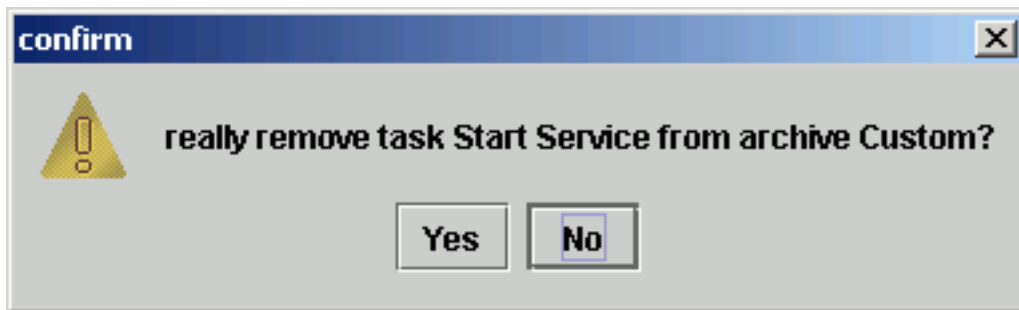 confirm
really remove task Start Service from archive Custom?
Yes No